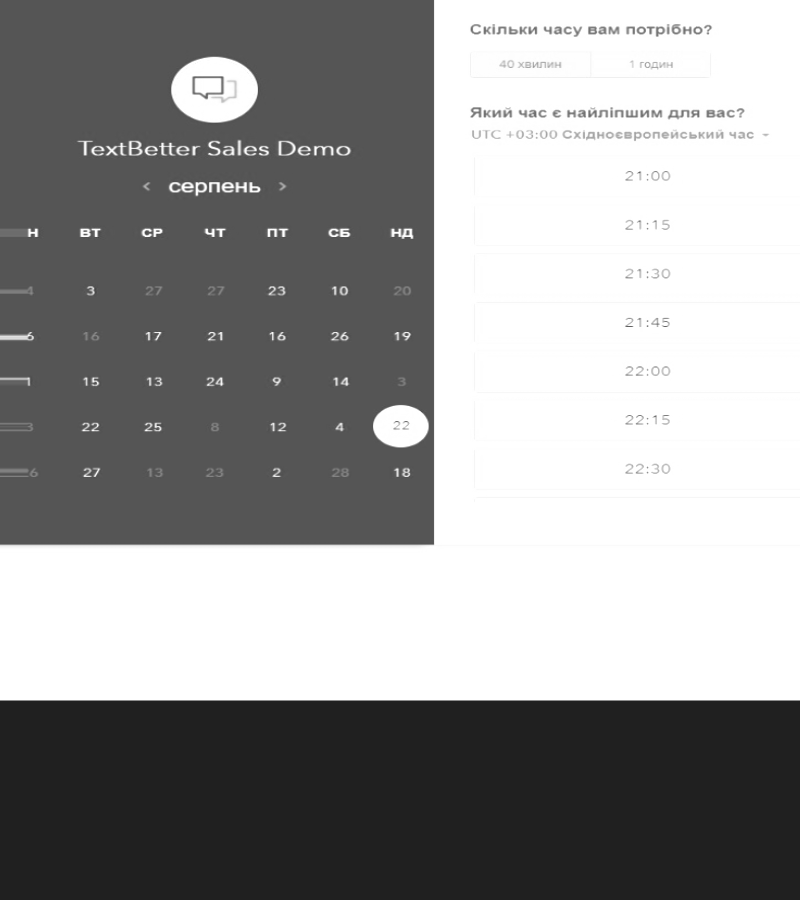 TextBetter Sales Demo
серпень
Н ВТ СР ЧТ ПТ СБ НД
4 3 27 27 23 10 20
6 16 17 21 16 26 19
15 13 24 9 14 3
3 22 25 8 12 4 22
6 27 13 23 2 28 18
Скільки часу вам потрібно?
40 хвилин 1 годин
Який час є найліпшим для вас?
UTC +03:00 Східноєвропейський час
21:00
21:15
21:30
21:45
22:00
22:15
22:30